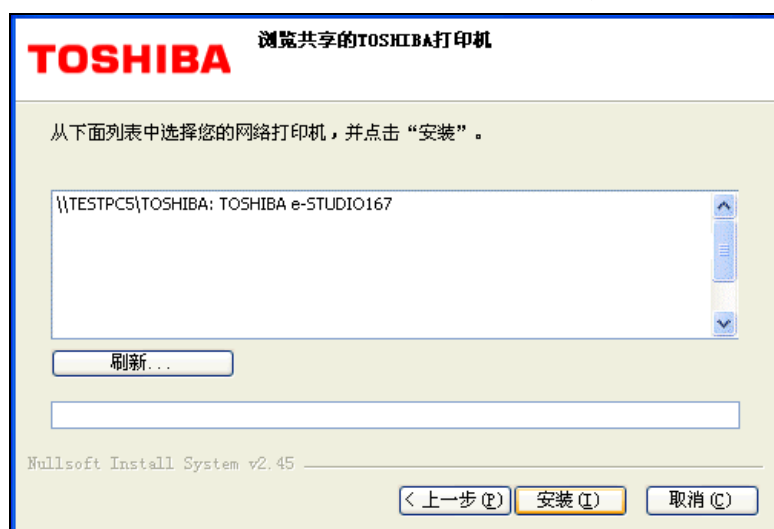 浏览共享的TOSHIBA打印机
TOSHIBA
从下面列表中选择您的网络打印机，并点击“安装”。
\\TESTPC5\TOSHIBA: TOSHIBA e-STUDIO167
刷新...
Nullsoft Install System v2.45
< 上一步(P) 安装(I) 取消(C)